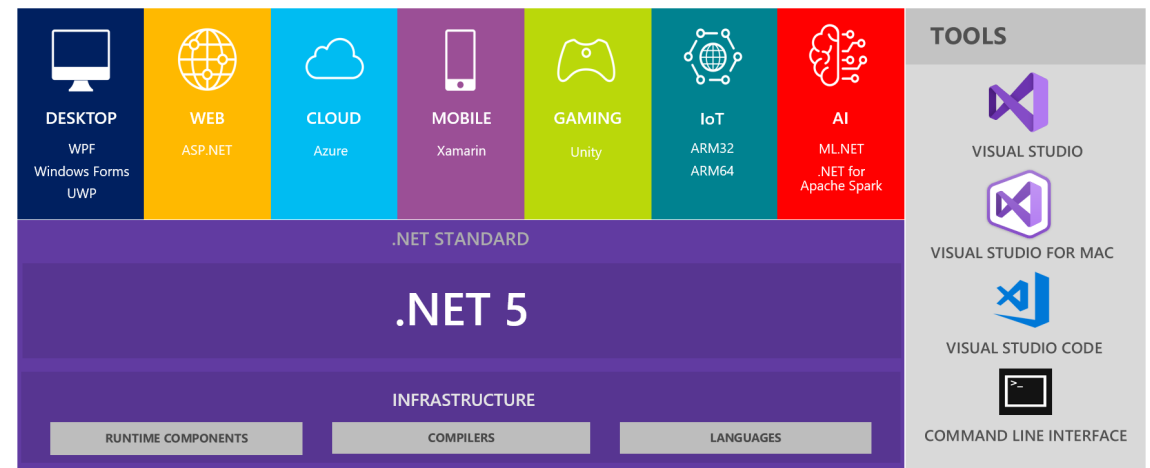 DESKTOP
WPF
Windows Forms
UWP
WEB
ASP.NET
CLOUD
Azure
MOBILE
Xamarin
GAMING
Unity
IoT
ARM32
ARM64
AI
ML.NET
.NET for
Apache Spark
.NET STANDARD
.NET 5
INFRASTRUCTURE
RUNTIME COMPONENTS
COMPILERS
LANGUAGES
TOOLS
VISUAL STUDIO
VISUAL STUDIO FOR MAC
VISUAL STUDIO CODE
>_
COMMAND LINE INTERFACE